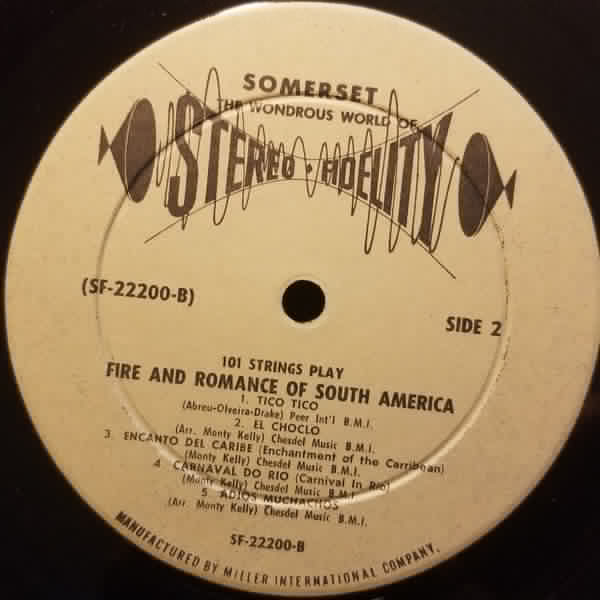 SOMERSET
THE WONDROUS WORLD OF
STEREO · FIDELITY
(SF-22200-B)
SIDE 2
101 STRINGS PLAY
FIRE AND ROMANCE OF SOUTH AMERICA
1. TICO TICO
(Abreu-Olveira-Drake) Peer Int'l B.M.I.
2. EL CHOCLO
(Arr. Monty Kelly) Chesdel Music B.M.I.
3. ENCANTO DEL CARIBE (Enchantment of the Carribean)
(Monty Kelly) Chesdel Music B.M.I.
4. CARNAVAL DO RIO (Carnival In Rio)
(Monty Kelly) Chesdel Music B.M.I.
5. ADIOS MUCHACHOS
(Arr. Monty Kelly) Chesdel Music B.M.I.
SF-22200-B
MANUFACTURED BY MILLER INTERNATIONAL COMPANY.